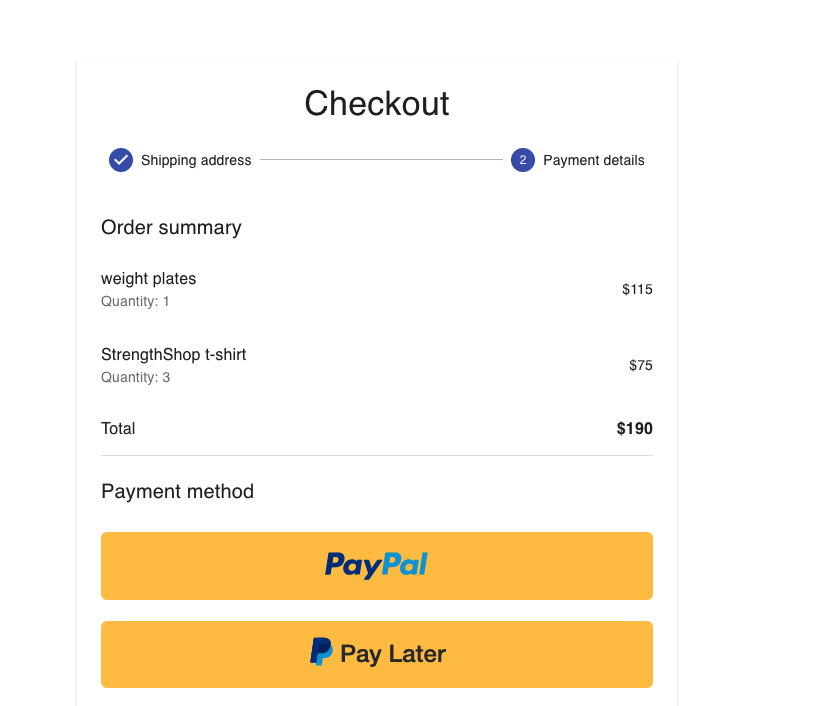 Checkout
Shipping address
2 Payment details
Order summary
weight plates
Quantity: 1
$115
StrengthShop t-shirt
Quantity: 3
$75
Total $190
Payment method
PayPal
P Pay Later